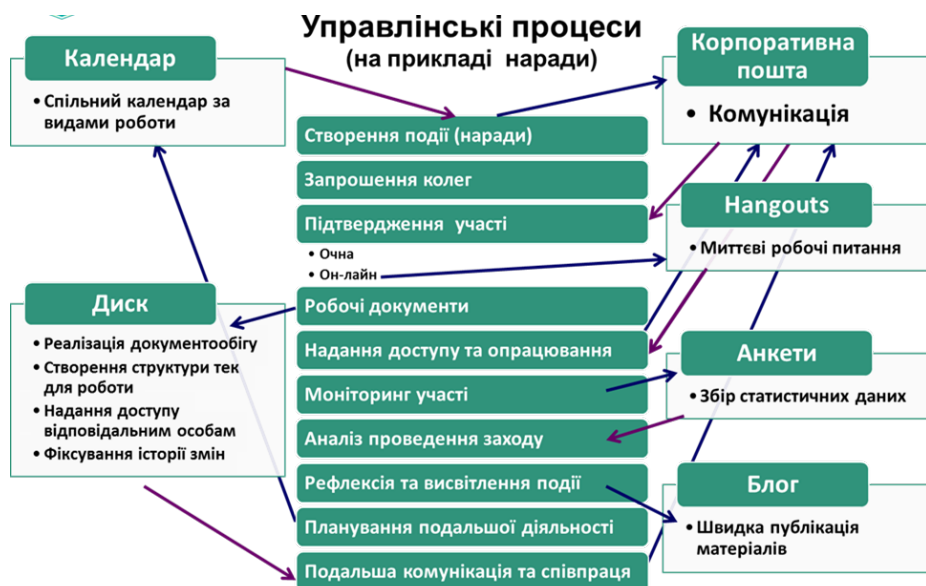 Управлінські процеси
(на прикладі наради)
Календар
• Спільний календар за
видами роботи
Диск
• Реалізація документообігу
• Створення структури тек
для роботи
• Надання доступу
відповідальним особам
• Фіксування історії змін
Створення події (наради)
Запрошення колег
Підтвердження участі
• Очна
• Он-лайн
Робочі документи
Надання доступу та опрацювання
Моніторинг участі
Аналіз проведення заходу
Рефлексія та висвітлення події
Планування подальшої діяльності
Подальша комунікація та співпраця
Корпоративна
пошта
• Комунікація
Hangouts
• Миттєві робочі питання
Анкети
• Збір статистичних даних
Блог
• Швидка публікація
матеріалів